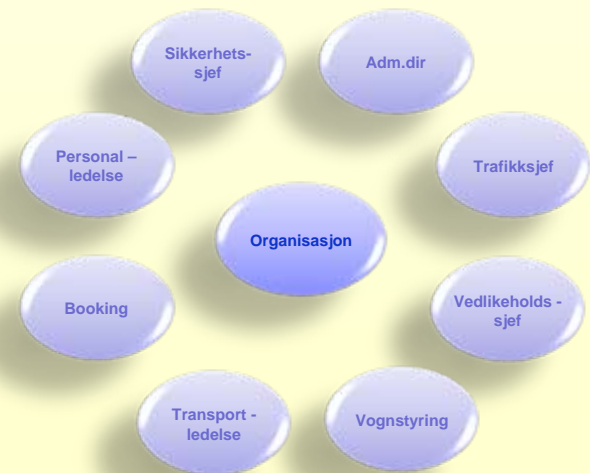 Sikkerhets-
sjef
Adm.dir
Personal –
ledelse
Trafikksjef
Organisasjon
Booking
Vedlikeholds -
sjef
Transport -
ledelse
Vognstyring